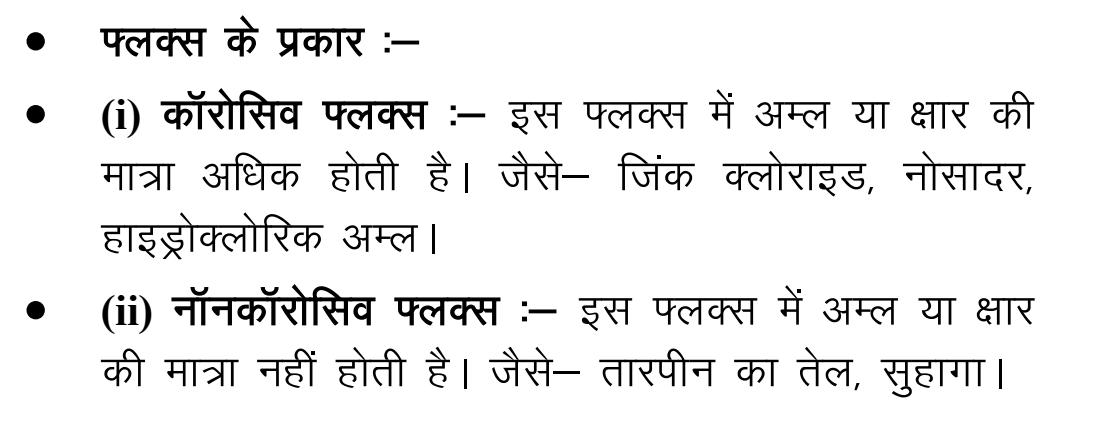 • फ्लक्स के प्रकार :–
• (i) कॉरोसिव फ्लक्स :– इस फ्लक्स में अम्ल या क्षार की
मात्रा अधिक होती है। जैसे– जिंक क्लोराइड, नोसादर,
हाइड्रोक्लोरिक अम्ल।
• (ii) नॉनकॉरोसिव फ्लक्स :– इस फ्लक्स में अम्ल या क्षार
की मात्रा नहीं होती है। जैसे– तारपीन का तेल, सुहागा।